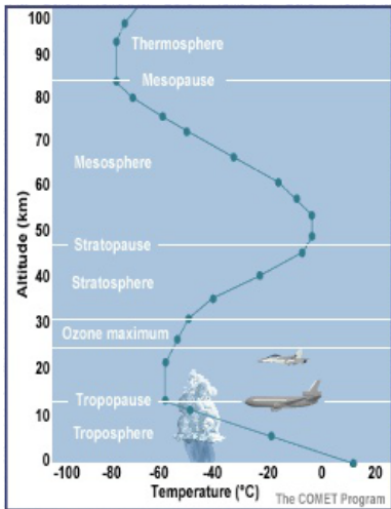 100
Thermosphere
90
Mesopause
80
70
Mesosphere
60
50
Stratopause
40
Stratosphere
30
Ozone maximum
20
Tropopause
10
Troposphere
0
Altitude (km)
-100 -80 -60 -40 -20 0 20
Temperature (°C)
The COMET Program